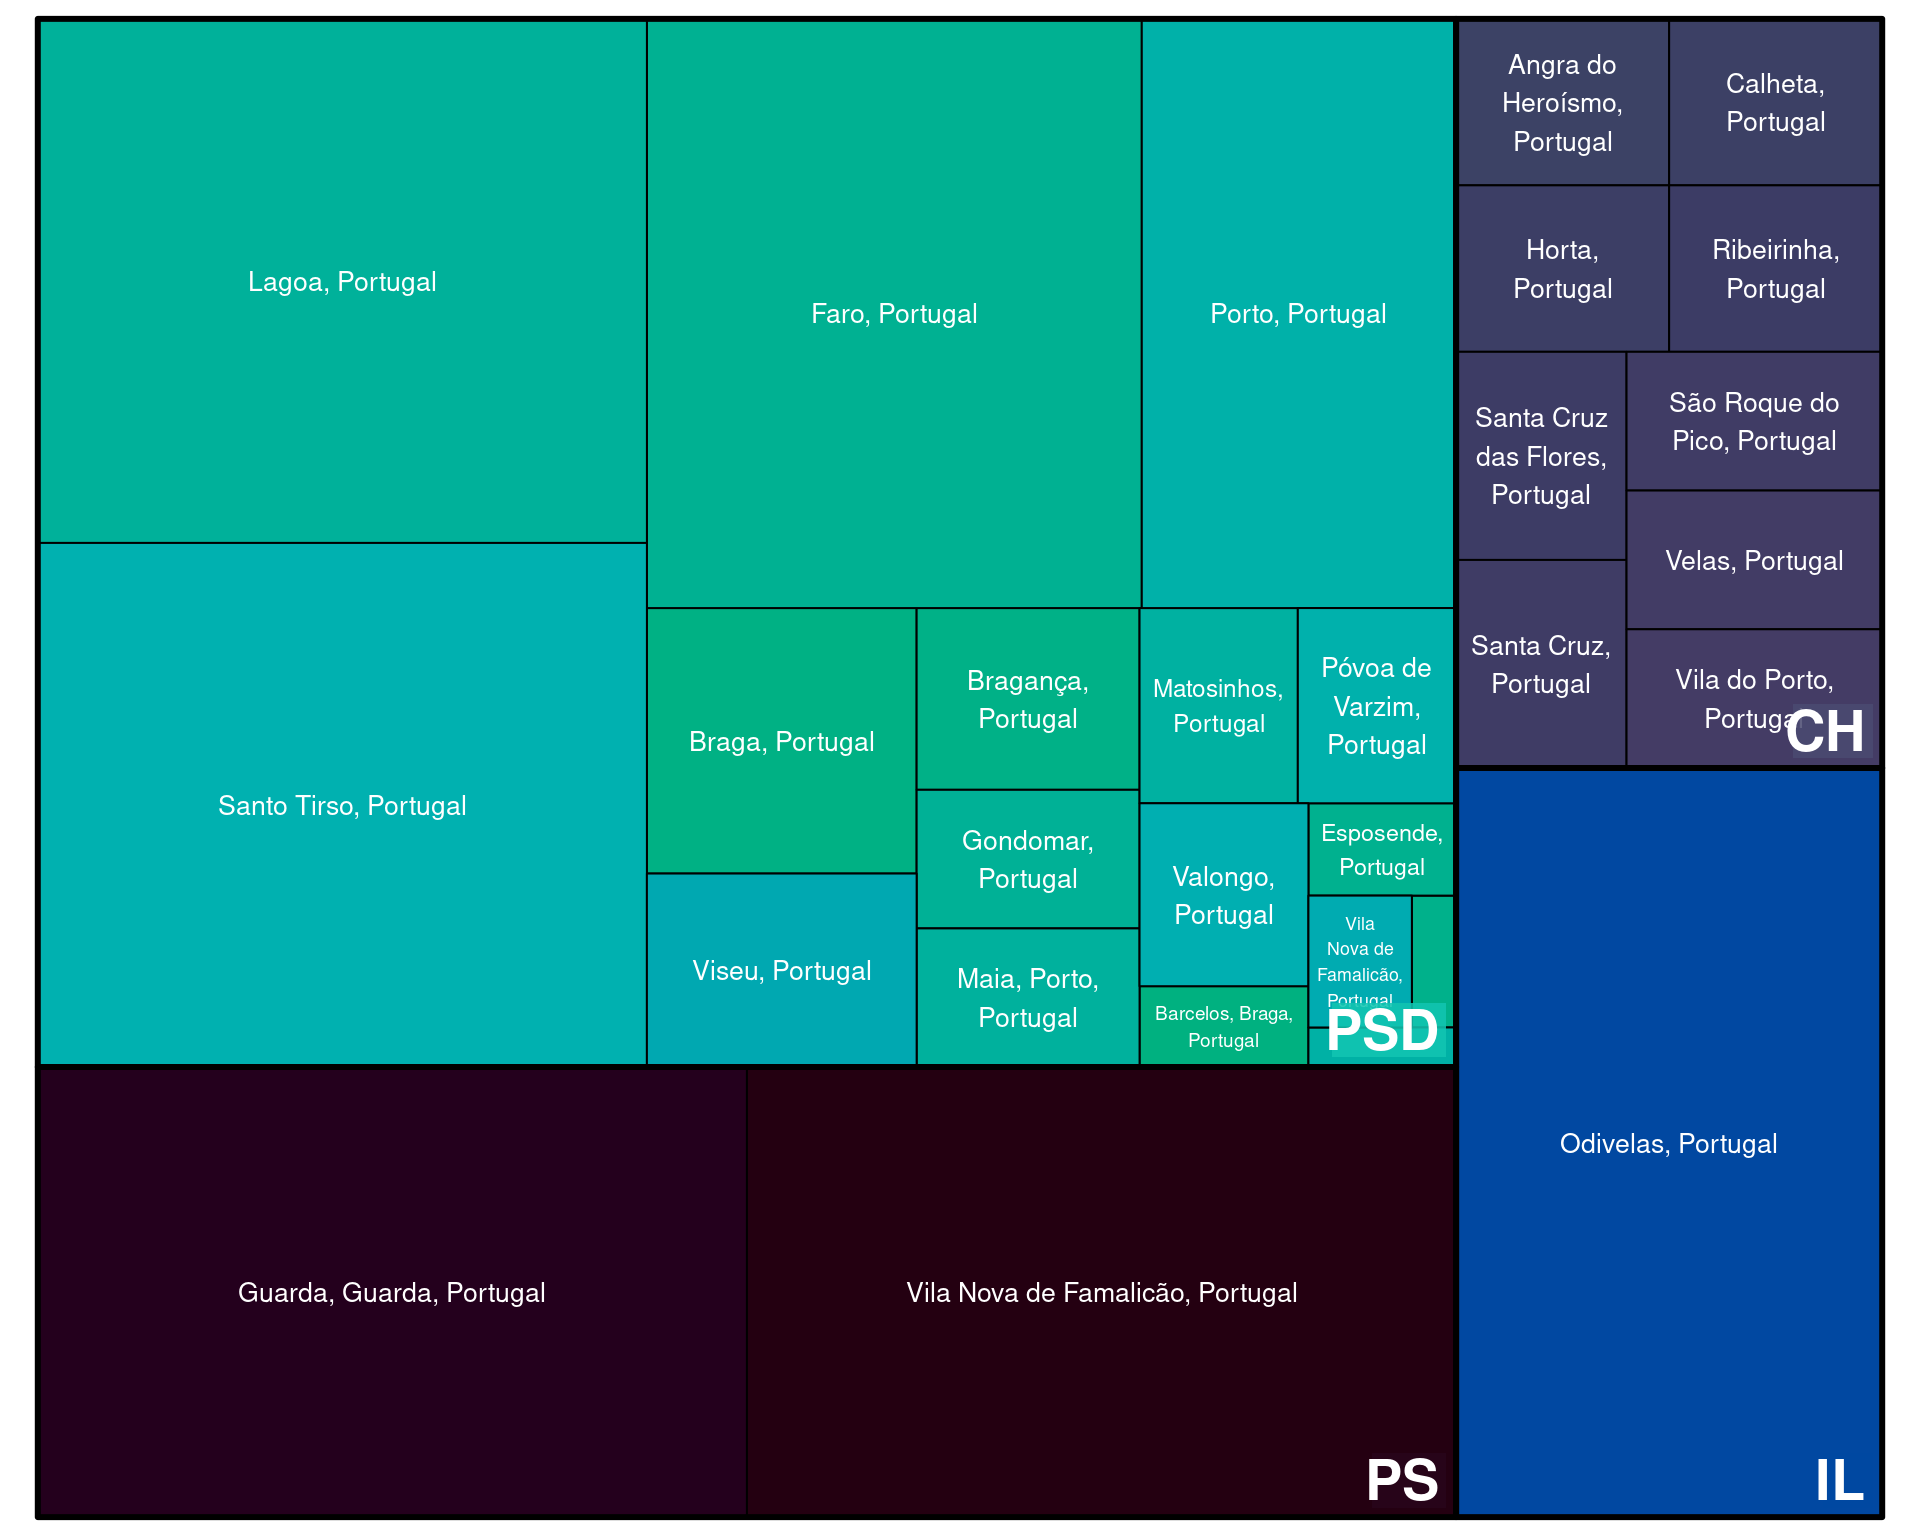 Lagoa, Portugal
Santo Tirso, Portugal
Faro, Portugal
Porto, Portugal
Braga, Portugal
Viseu, Portugal
Bragança,
Portugal
Gondomar,
Portugal
Maia, Porto,
Portugal
Matosinhos,
Portugal
Póvoa de
Varzim,
Portugal
Valongo,
Portugal
Barcelos, Braga,
Portugal
Esposende,
Portugal
Vila
Nova de
Famalicão,
Portugal
PSD
Guarda, Guarda, Portugal
Vila Nova de Famalicão, Portugal
PS
Angra do
Heroísmo,
Portugal
Calheta,
Portugal
Horta,
Portugal
Ribeirinha,
Portugal
Santa Cruz
das Flores,
Portugal
São Roque do
Pico, Portugal
Velas, Portugal
Santa Cruz,
Portugal
Vila do Porto,
Portugal
CH
Odivelas, Portugal
IL